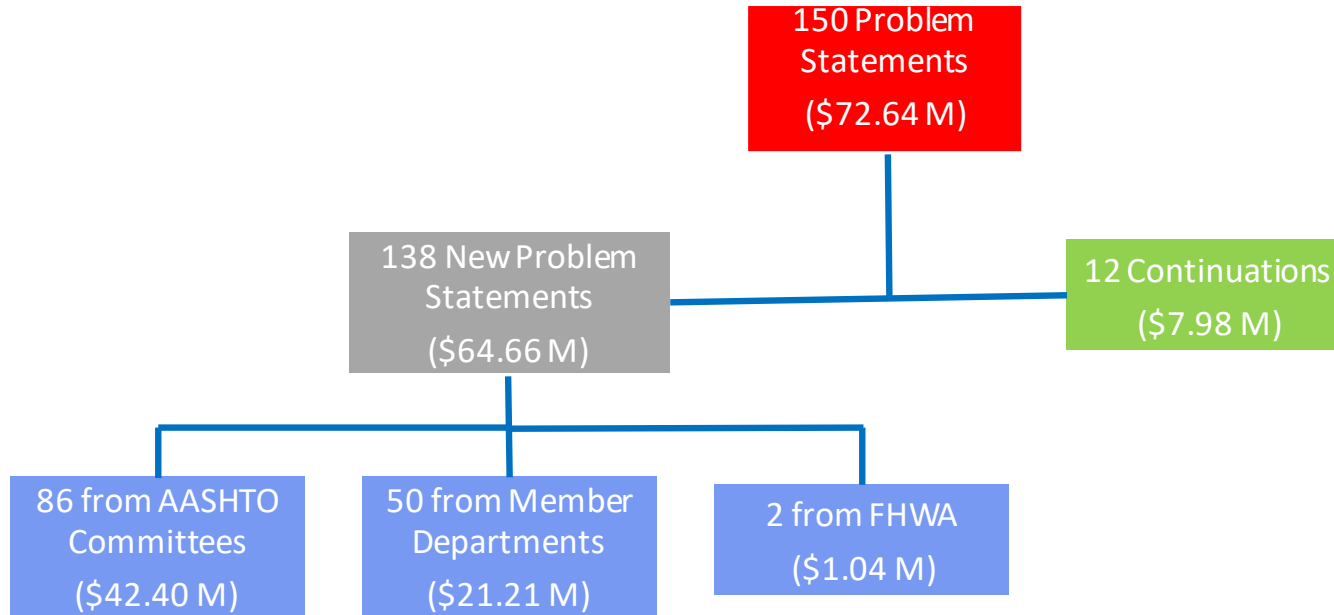 150 Problem
Statements
($72.64 M)
138 New Problem
Statements
($64.66 M)
12 Continuations
($7.98 M)
86 from AASHTO
Committees
($42.40 M)
50 from Member
Departments
($21.21 M)
2 from FHWA
($1.04 M)